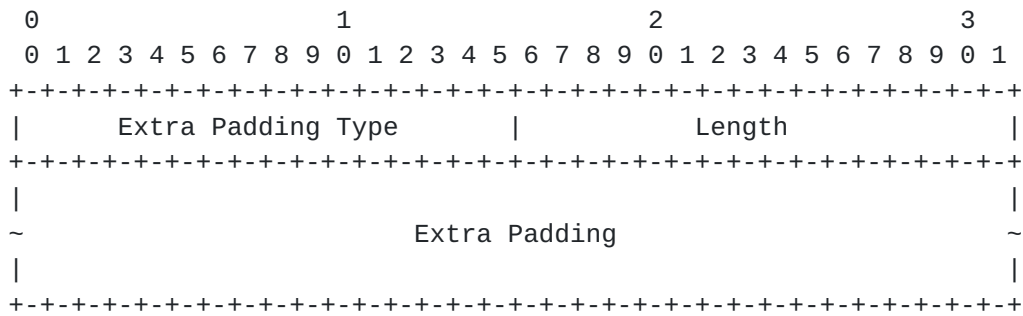 0                   1                   2                   3
 0 1 2 3 4 5 6 7 8 9 0 1 2 3 4 5 6 7 8 9 0 1 2 3 4 5 6 7 8 9 0 1
+-+-+-+-+-+-+-+-+-+-+-+-+-+-+-+-+-+-+-+-+-+-+-+-+-+-+-+-+-+-+-+-+
|      Extra Padding Type       |           Length              |
+-+-+-+-+-+-+-+-+-+-+-+-+-+-+-+-+-+-+-+-+-+-+-+-+-+-+-+-+-+-+-+-+
|                                                               |
~                         Extra Padding                         ~
|                                                               |
+-+-+-+-+-+-+-+-+-+-+-+-+-+-+-+-+-+-+-+-+-+-+-+-+-+-+-+-+-+-+-+-+